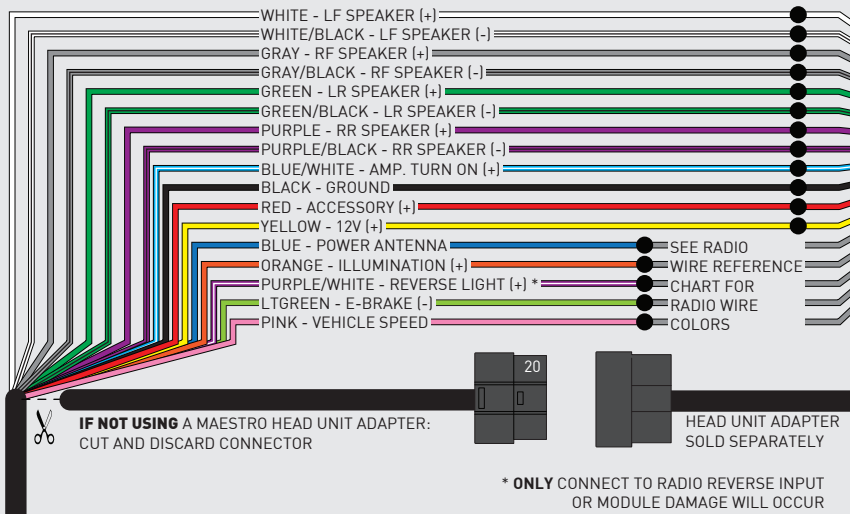 WHITE - LF SPEAKER (+)
WHITE/BLACK - LF SPEAKER (-)
GRAY - RF SPEAKER (+)
GRAY/BLACK - RF SPEAKER (-)
GREEN - LR SPEAKER (+)
GREEN/BLACK - LR SPEAKER (-)
PURPLE - RR SPEAKER (+)
PURPLE/BLACK - RR SPEAKER (-)
BLUE/WHITE - AMP. TURN ON (+)
BLACK - GROUND
RED - ACCESSORY (+)
YELLOW - 12V (+)
BLUE - POWER ANTENNA
ORANGE - ILLUMINATION (+)
PURPLE/WHITE - REVERSE LIGHT (+) *
LTGREEN - E-BRAKE (-)
PINK - VEHICLE SPEED
SEE RADIO
WIRE REFERENCE
CHART FOR
RADIO WIRE
COLORS
20
IF NOT USING A MAESTRO HEAD UNIT ADAPTER:
CUT AND DISCARD CONNECTOR
HEAD UNIT ADAPTER
SOLD SEPARATELY
* ONLY CONNECT TO RADIO REVERSE INPUT
OR MODULE DAMAGE WILL OCCUR